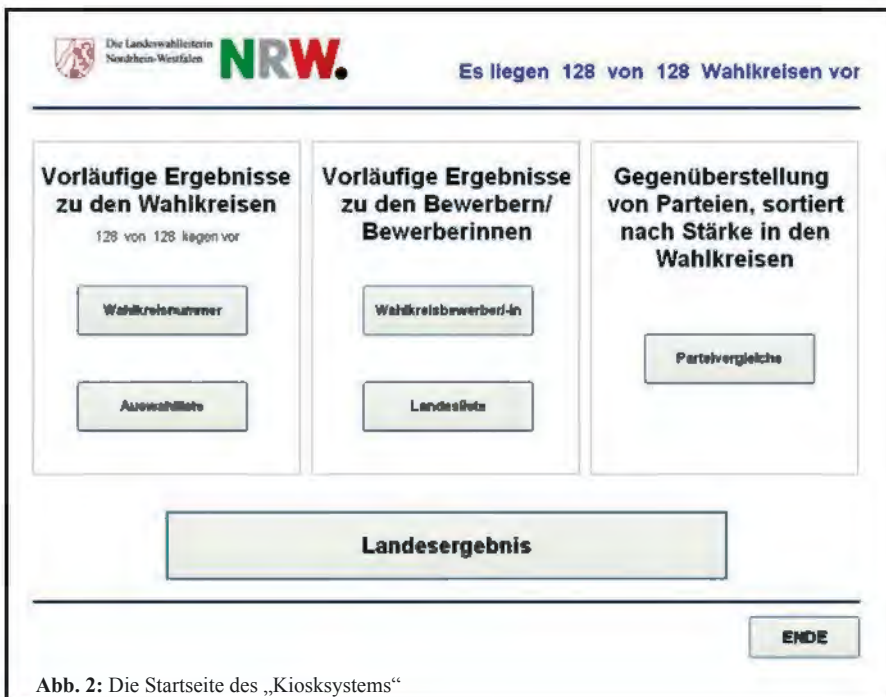 Die Landeswahlleiterin
Nordrhein-Westfalen
NRW.
Es liegen 128 von 128 Wahlkreisen vor
Vorläufige Ergebnisse
zu den Wahlkreisen
128 von 128 liegen vor
Wahlkreisnummer
Auswahlliste
Vorläufige Ergebnisse
zu den Bewerbern/
Bewerberinnen
Wahlkreisbewerber/-in
Landesliste
Gegenüberstellung
von Parteien, sortiert
nach Stärke in den
Wahlkreisen
Parteivergleiche
Landesergebnis
ENDE
Abb. 2: Die Startseite des „Kiosksystems“